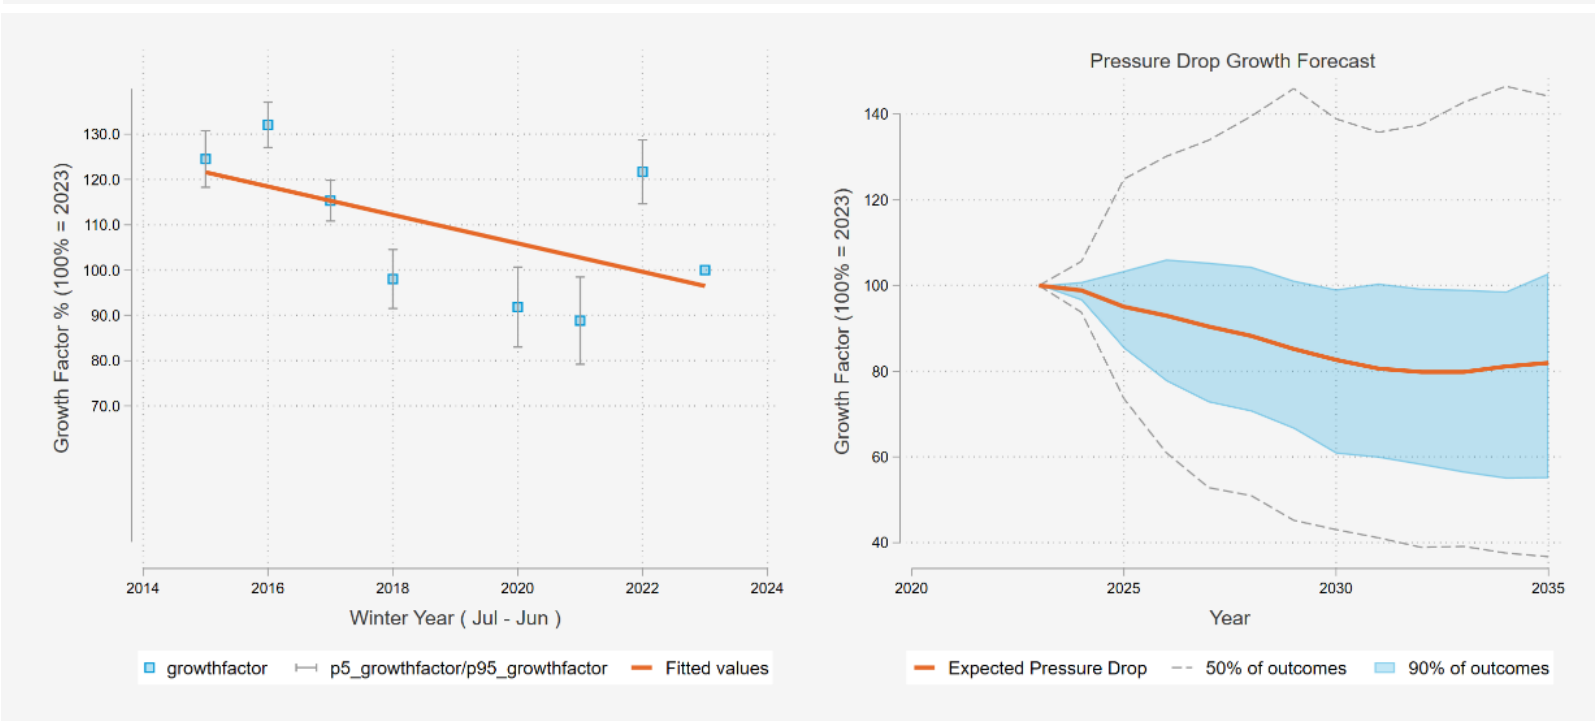 Growth Factor % (100% = 2023)
130.0
120.0
110.0
100.0
90.0
80.0
70.0
2014 2016 2018 2020 2022 2024
Winter Year ( Jul - Jun )
growthfactor p5_growthfactor/p95_growthfactor Fitted values
Pressure Drop Growth Forecast
Growth Factor (100% = 2023)
140
120
100
80
60
40
2020 2025 2030 2035
Year
Expected Pressure Drop 50% of outcomes 90% of outcomes